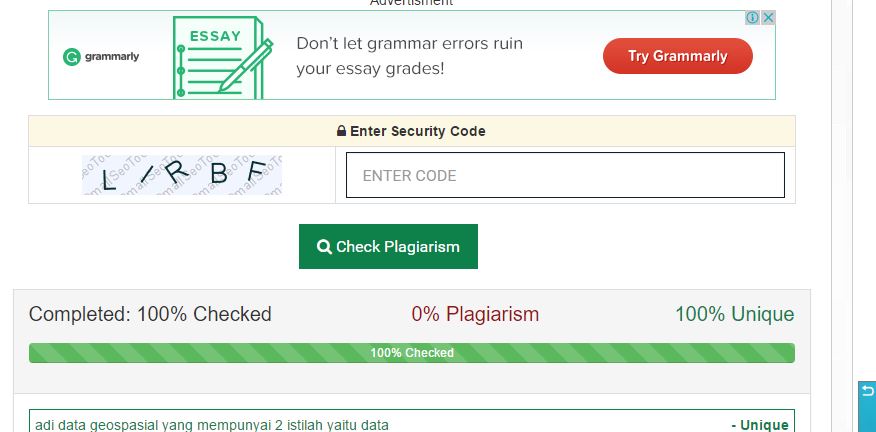 Advertisment
ESSAY
grammarly
Don't let grammar errors ruin
your essay grades!
Try Grammarly
Enter Security Code
ENTER CODE
Check Plagiarism
Completed: 100% Checked 0% Plagiarism 100% Unique
100% Checked
adi data geospasial yang mempunyai 2 istilah yaitu data - Unique